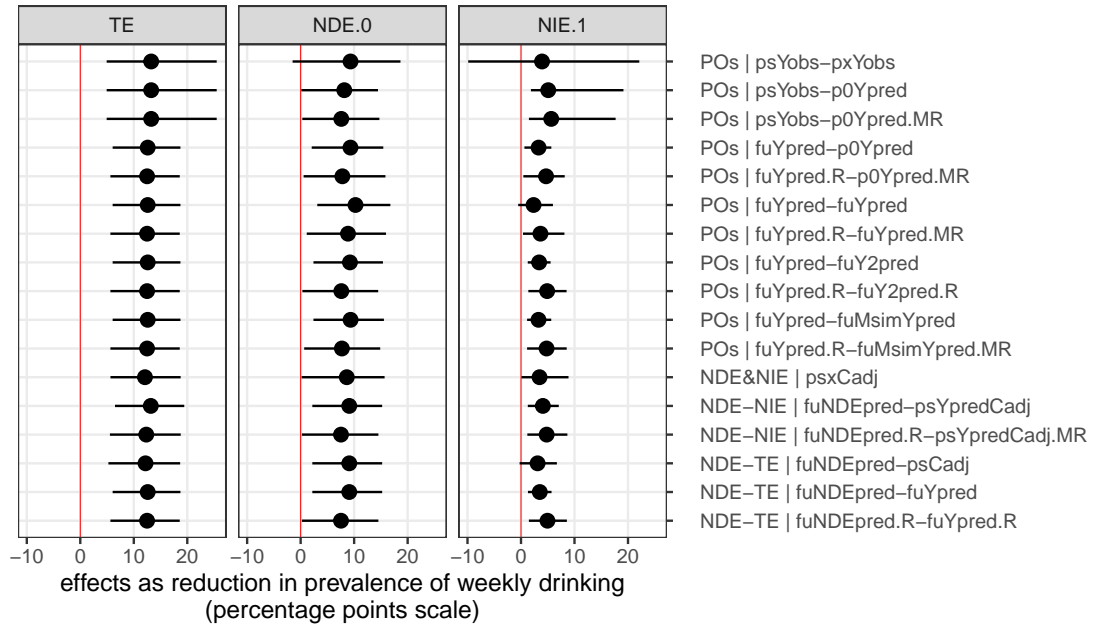 TE NDE.0 NIE.1
POs | psYobs−pxYobs
POs | psYobs−p0Ypred
POs | psYobs−p0Ypred.MR
POs | fuYpred−p0Ypred
POs | fuYpred.R−p0Ypred.MR
POs | fuYpred−fuYpred
POs | fuYpred.R−fuYpred.MR
POs | fuYpred−fuY2pred
POs | fuYpred.R−fuY2pred.R
POs | fuYpred−fuMsimYpred
POs | fuYpred.R−fuMsimYpred.MR
NDE&NIE | psxCadj
NDE−NIE | fuNDEpred−psYpredCadj
NDE−NIE | fuNDEpred.R−psYpredCadj.MR
NDE−TE | fuNDEpred−psCadj
NDE−TE | fuNDEpred−fuYpred
NDE−TE | fuNDEpred.R−fuYpred.R
−10 0 10 20 −10 0 10 20 −10 0 10 20
effects as reduction in prevalence of weekly drinking
(percentage points scale)